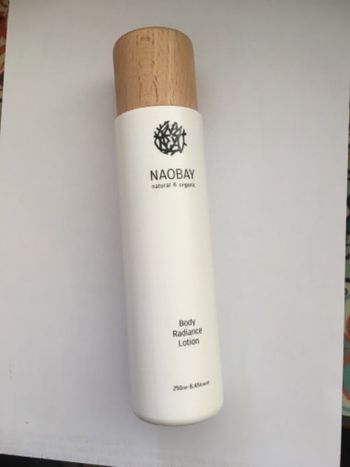 NAOBAY
natural & organic
Body
Radiance
Lotion